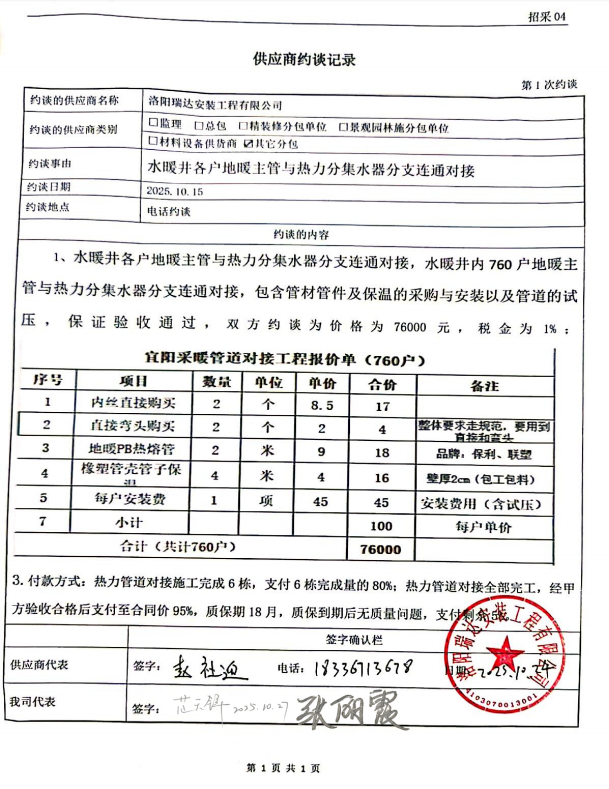 招采 04
供应商约谈记录
第 1 次约谈
约谈的供应商名称 洛阳瑞达安装工程有限公司
约谈的供应商类别 □监理 □总包 □精装修分包单位 □景观园林施分包单位
□材料设备供货商 ☑其它分包
约谈事由 水暖井各户地暖主管与热力分集水器分支连通对接
约谈日期 2025.10.15
约谈地点 电话约谈
约谈的内容
1、水暖井各户地暖主管与热力分集水器分支连通对接，水暖井内 760 户地暖主
管与热力分集水器分支连通对接，包含管材管件及保温的采购与安装以及管道的试
压，保证验收通过，双方约谈为价格为 76000 元，税金为 1%；
宜阳采暖管道对接工程报价单（760户）
序号 项目 数量 单位 单价 合价 备注
1 内丝直接购买 2 个 8.5 17
2 直接弯头购买 2 个 2 4 整体要求走规范，要用到
直接和弯头
3 地暖PB热熔管 2 米 9 18 品牌：保利、联塑
4 橡塑管壳管子保
温 4 米 4 16 壁厚2cm（包工包料）
5 每户安装费 1 项 45 45 安装费用（含试压）
7 小计 100 每户单价
合计（共计760户） 76000
3. 付款方式：热力管道对接施工完成 6 栋，支付 6 栋完成量的 80%；热力管道对接全部完工，经甲
方验收合格后支付至合同价 95%，质保期 18 月，质保到期后无质量问题，支付剩余 5%
签字确认栏
供应商代表 签字： 电话：18336713678 日期：2025.10.
我司代表 签字： 2025.10.27 张丽霞
洛阳瑞达安装工程有限公司
4103070013001
第 1 页 共 1 页